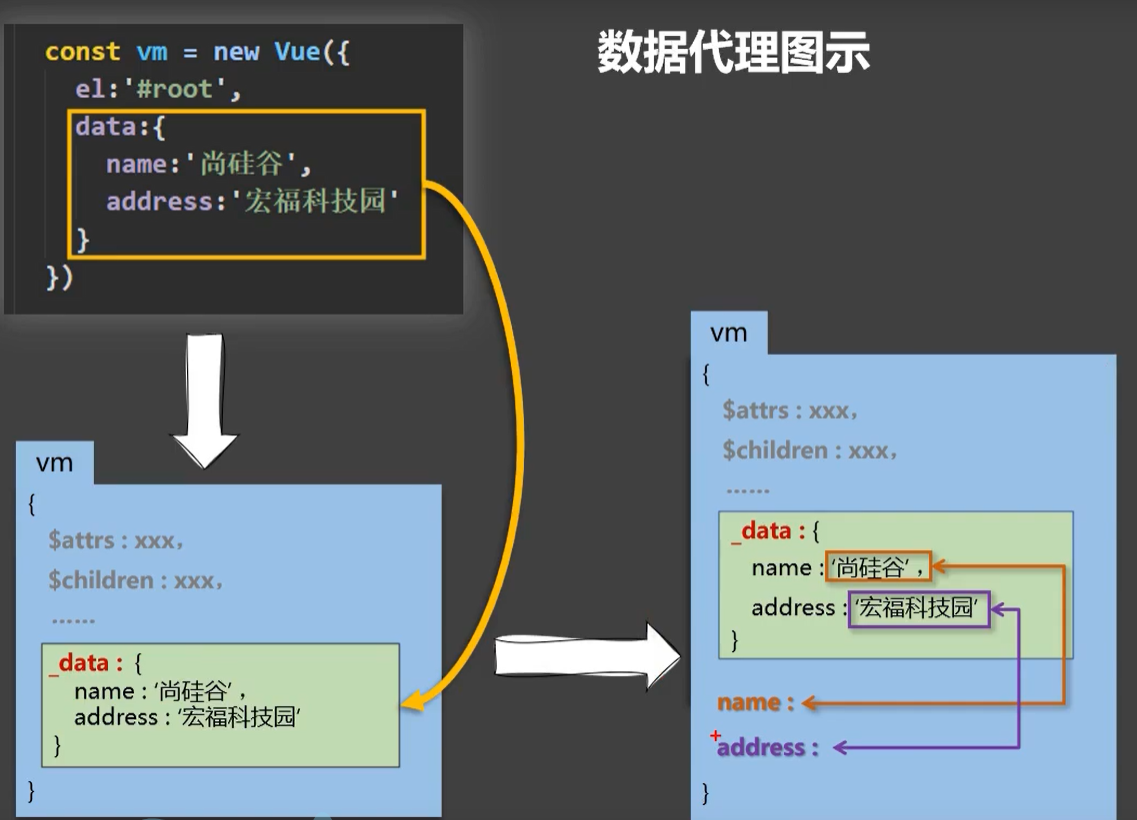 数据代理图示
const vm = new Vue({
el:'#root',
data:{
name:'尚硅谷',
address:'宏福科技园'
}
})
vm
{
$attrs : xxx，
$children : xxx，
......
_data : {
name : ‘尚硅谷’，
address : ‘宏福科技园’
}
}
vm
{
$attrs : xxx，
$children : xxx，
......
_data : {
name : ‘尚硅谷’，
address : ‘宏福科技园’
}
name :
address :
}